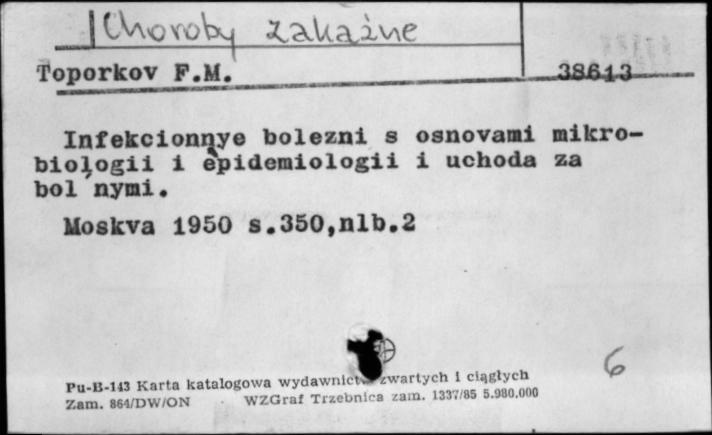 Choroby zakaźne
Toporkov F.M. 38613
Infekcionnye bolezni s osnovami mikro-
biologii i epidemiologii i uchoda za
bol'nymi.
Moskva 1950 s.350,nlb.2
6
Pu-B-143 Karta katalogowa wydawnict zwartych i ciągłych
Zam. 864/DW/ON WZGraf Trzebnica zam. 1337/85 5.980.000